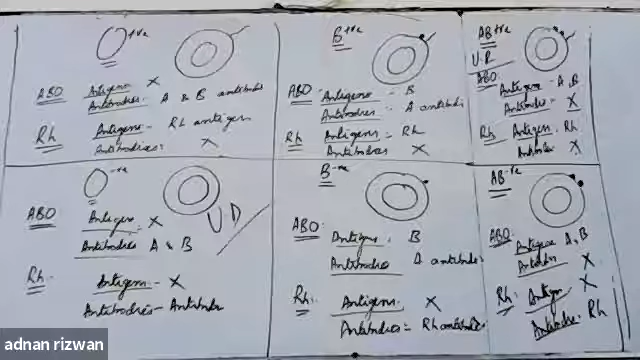 O +ve
ABO Antigens X
Antibodies - A & B antibodies
Rh Antigens - Rh antigen
Antibodies X
B +ve
ABO Antigens - B
Antibodies - A antibodies
Rh Antigens - Rh
Antibodies X
AB +ve
U.R
ABO
Antigens - A, B
Antibodies - X
Rh Antigens. Rh
Antibodies X
O -ve
UD
ABO Antigens X
Antibodies A & B
Rh. Antigens - X
Antibodies -
B -ve
ABO
Antigens. B
Antibodies A antibodies
Rh. Antigens X
Antibodies - Rh antibodies
AB -ve
ABO
Antigens A, B
Antibodies X
Rh. Antigen X
Antibodies. Rh
adnan rizwan